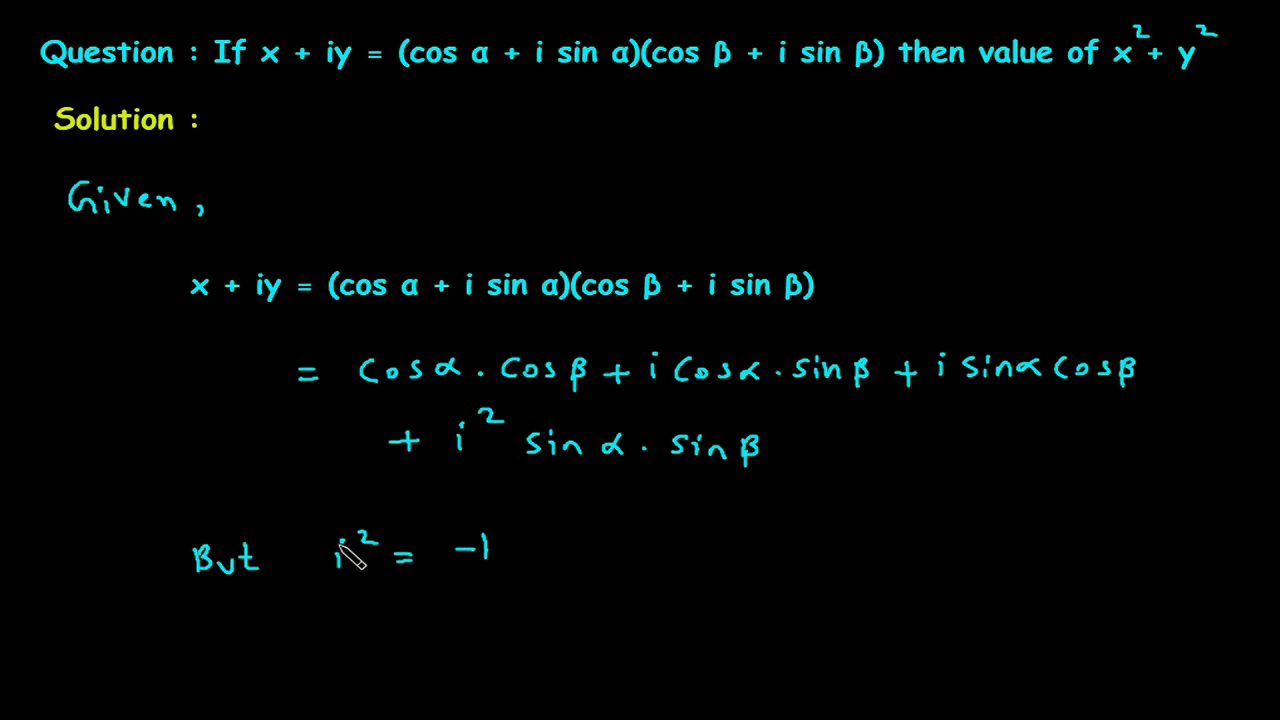 Question : If x + iy = (cos α + i sin α)(cos β + i sin β) then value of x² + y²
Solution :
Given,
x + iy = (cos α + i sin α)(cos β + i sin β)
= cos α . cos β + i cos α . sin β + i sin α cos β
+ i² sin α . sin β
But i² = -1